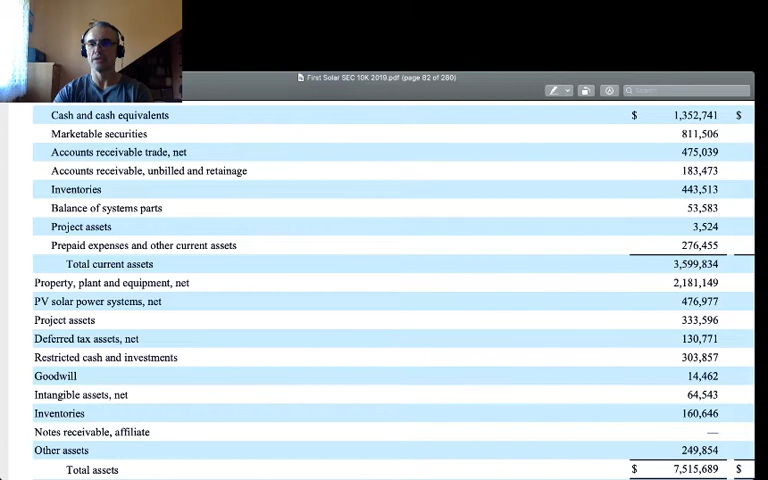 First Solar SEC 10K 2019.pdf (page 82 of 280)
Search
Cash and cash equivalents $ 1,352,741 $
Marketable securities 811,506
Accounts receivable trade, net 475,039
Accounts receivable, unbilled and retainage 183,473
Inventories 443,513
Balance of systems parts 53,583
Project assets 3,524
Prepaid expenses and other current assets 276,455
Total current assets 3,599,834
Property, plant and equipment, net 2,181,149
PV solar power systems, net 476,977
Project assets 333,596
Deferred tax assets, net 130,771
Restricted cash and investments 303,857
Goodwill 14,462
Intangible assets, net 64,543
Inventories 160,646
Notes receivable, affiliate —
Other assets 249,854
Total assets $ 7,515,689 $